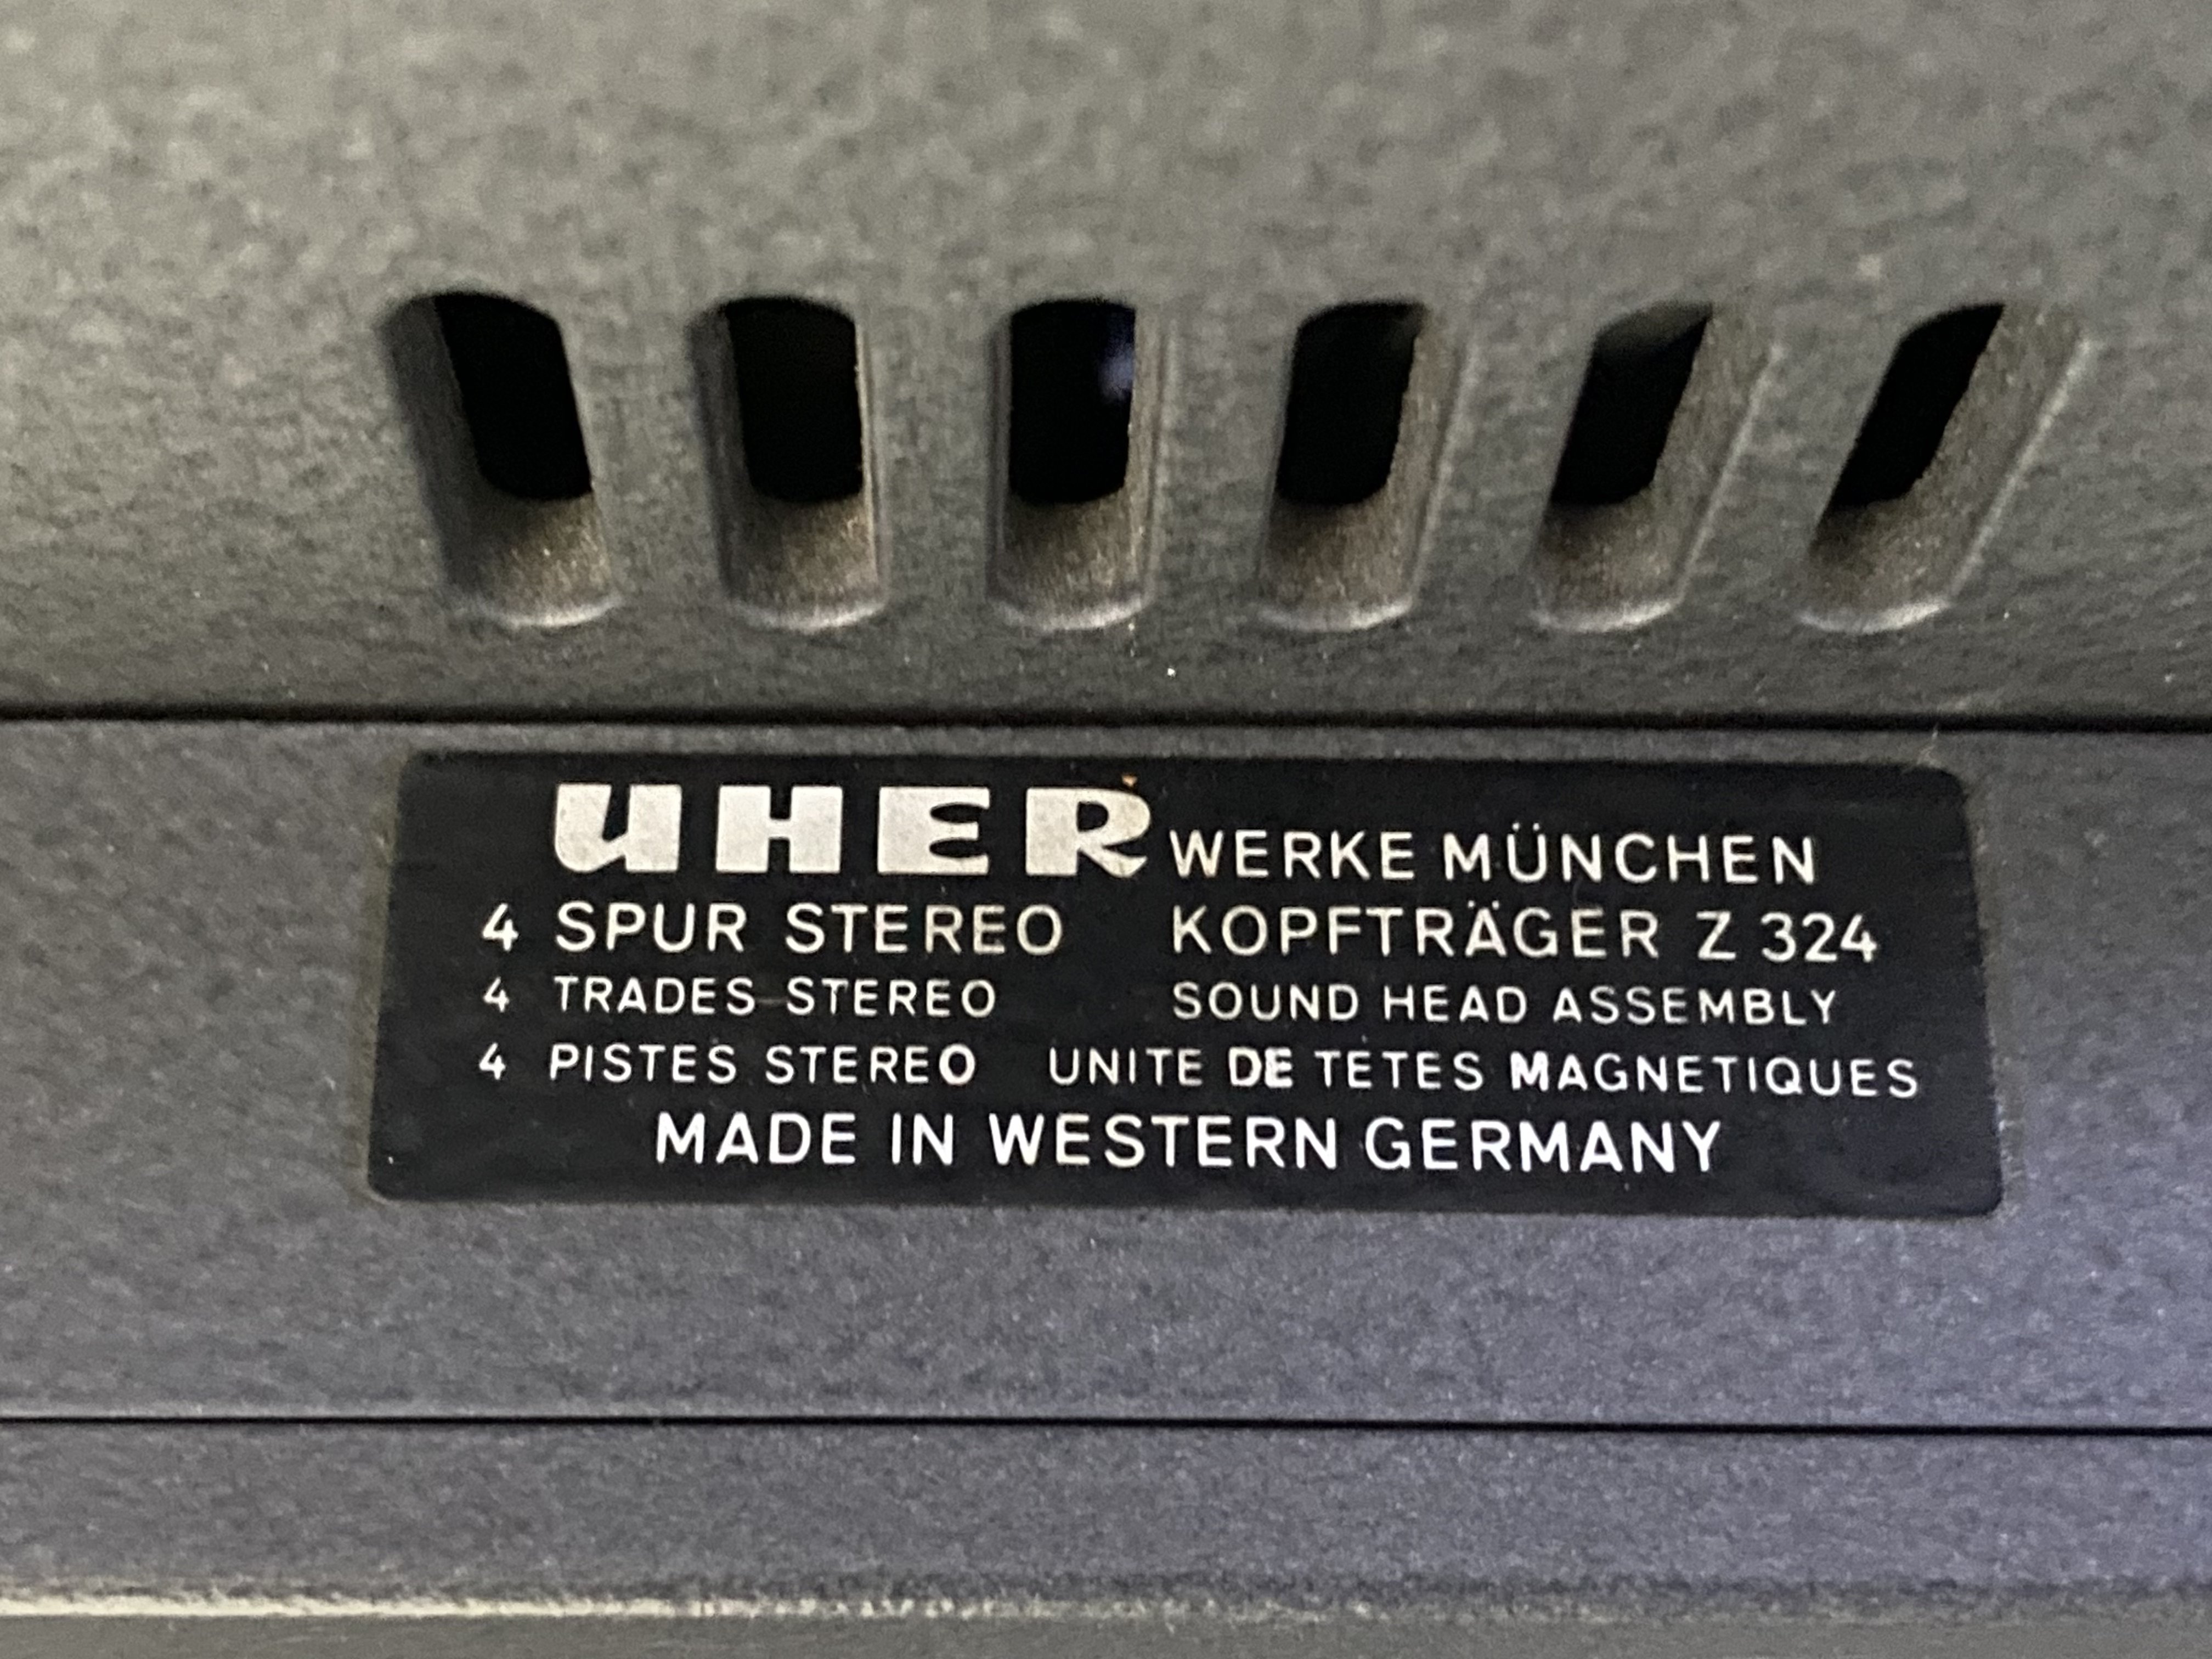 UHER WERKE MÜNCHEN
4 SPUR STEREO KOPFTRÄGER Z 324
4 TRADES STEREO SOUND HEAD ASSEMBLY
4 PISTES STEREO UNITE DE TETES MAGNETIQUES
MADE IN WESTERN GERMANY